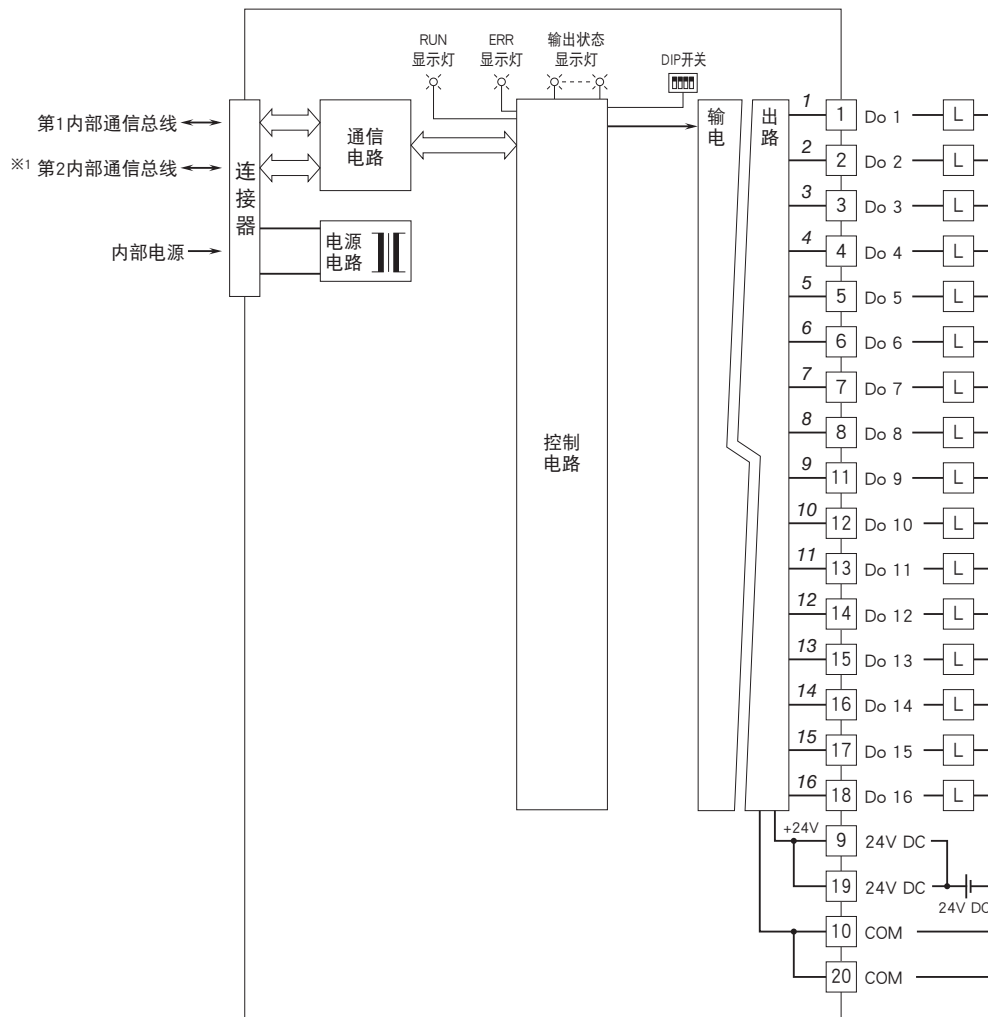 RUN
显示灯
ERR
显示灯
输出状态
显示灯
DIP开关
第1内部通信总线
※1 第2内部通信总线
内部电源
连接器
通信
电路
电源
电路
控制
电路
输 出
电 路
1 1 Do 1 L
2 2 Do 2 L
3 3 Do 3 L
4 4 Do 4 L
5 5 Do 5 L
6 6 Do 6 L
7 7 Do 7 L
8 8 Do 8 L
9 11 Do 9 L
10 12 Do 10 L
11 13 Do 11 L
12 14 Do 12 L
13 15 Do 13 L
14 16 Do 14 L
15 17 Do 15 L
16 18 Do 16 L
+24V 9 24V DC
19 24V DC
24V DC
10 COM
20 COM